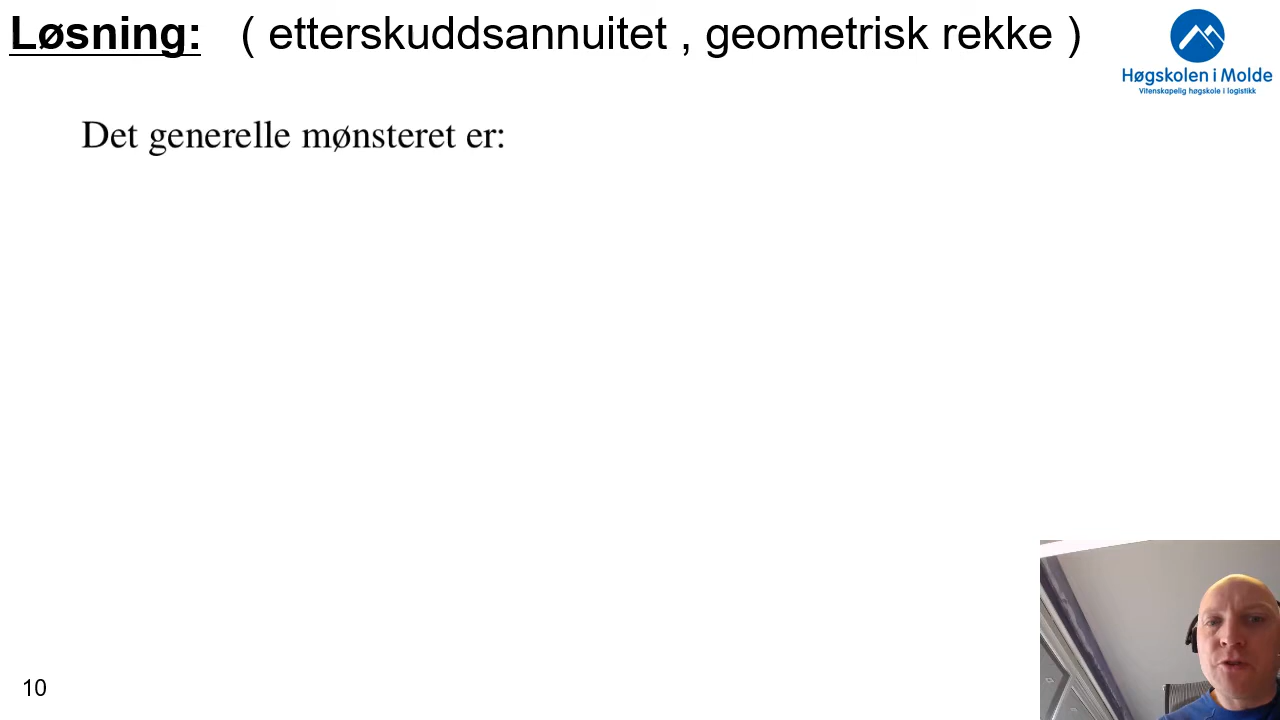 Løsning: ( etterskuddsannuitet , geometrisk rekke )
Høgskolen i Molde
Vitenskapelig høgskole i logistikk
Det generelle mønsteret er:
10